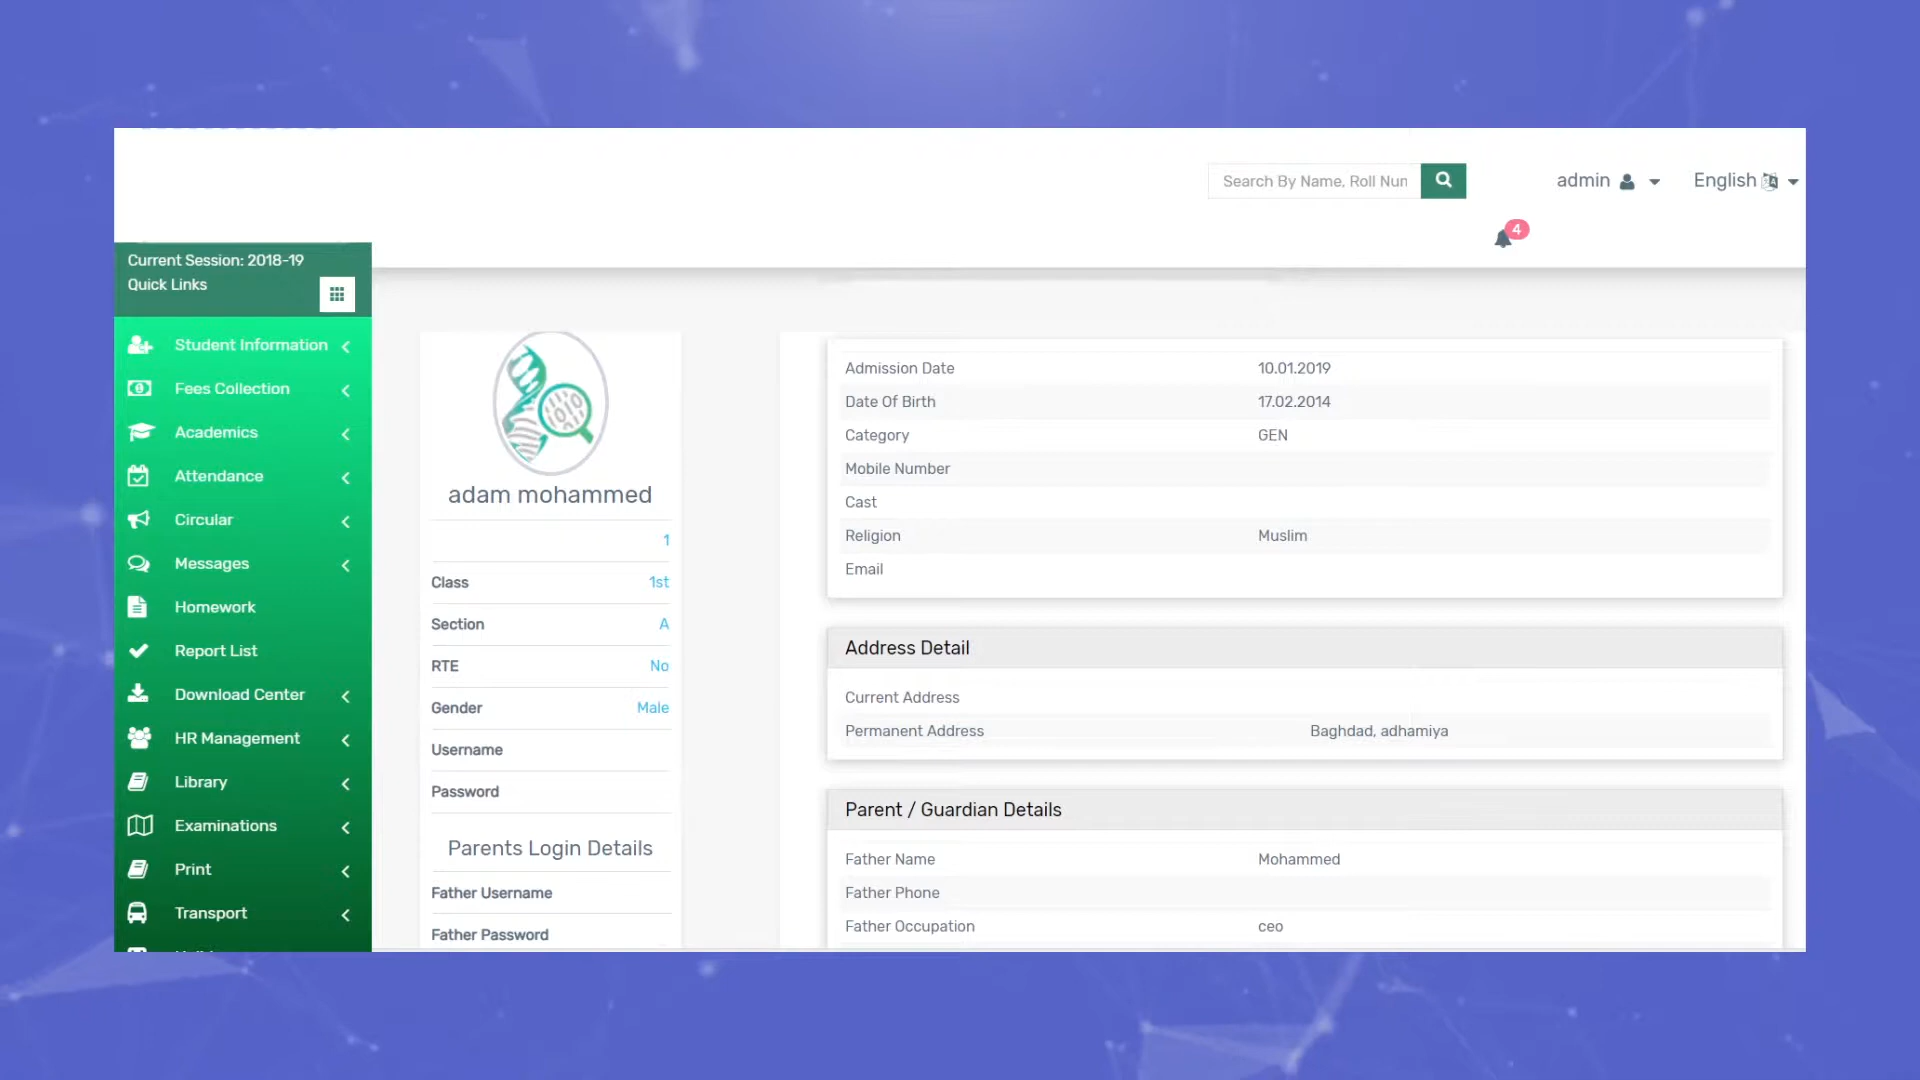 Search By Name, Roll Nun
admin
English
4
Current Session: 2018-19
Quick Links
Student Information
Fees Collection
Academics
Attendance
Circular
Messages
Homework
Report List
Download Center
HR Management
Library
Examinations
Print
Transport
adam mohammed
1
Class 1st
Section A
RTE No
Gender Male
Username
Password
Parents Login Details
Father Username
Father Password
Admission Date 10.01.2019
Date Of Birth 17.02.2014
Category GEN
Mobile Number
Cast
Religion Muslim
Email
Address Detail
Current Address
Permanent Address Baghdad, adhamiya
Parent / Guardian Details
Father Name Mohammed
Father Phone
Father Occupation ceo